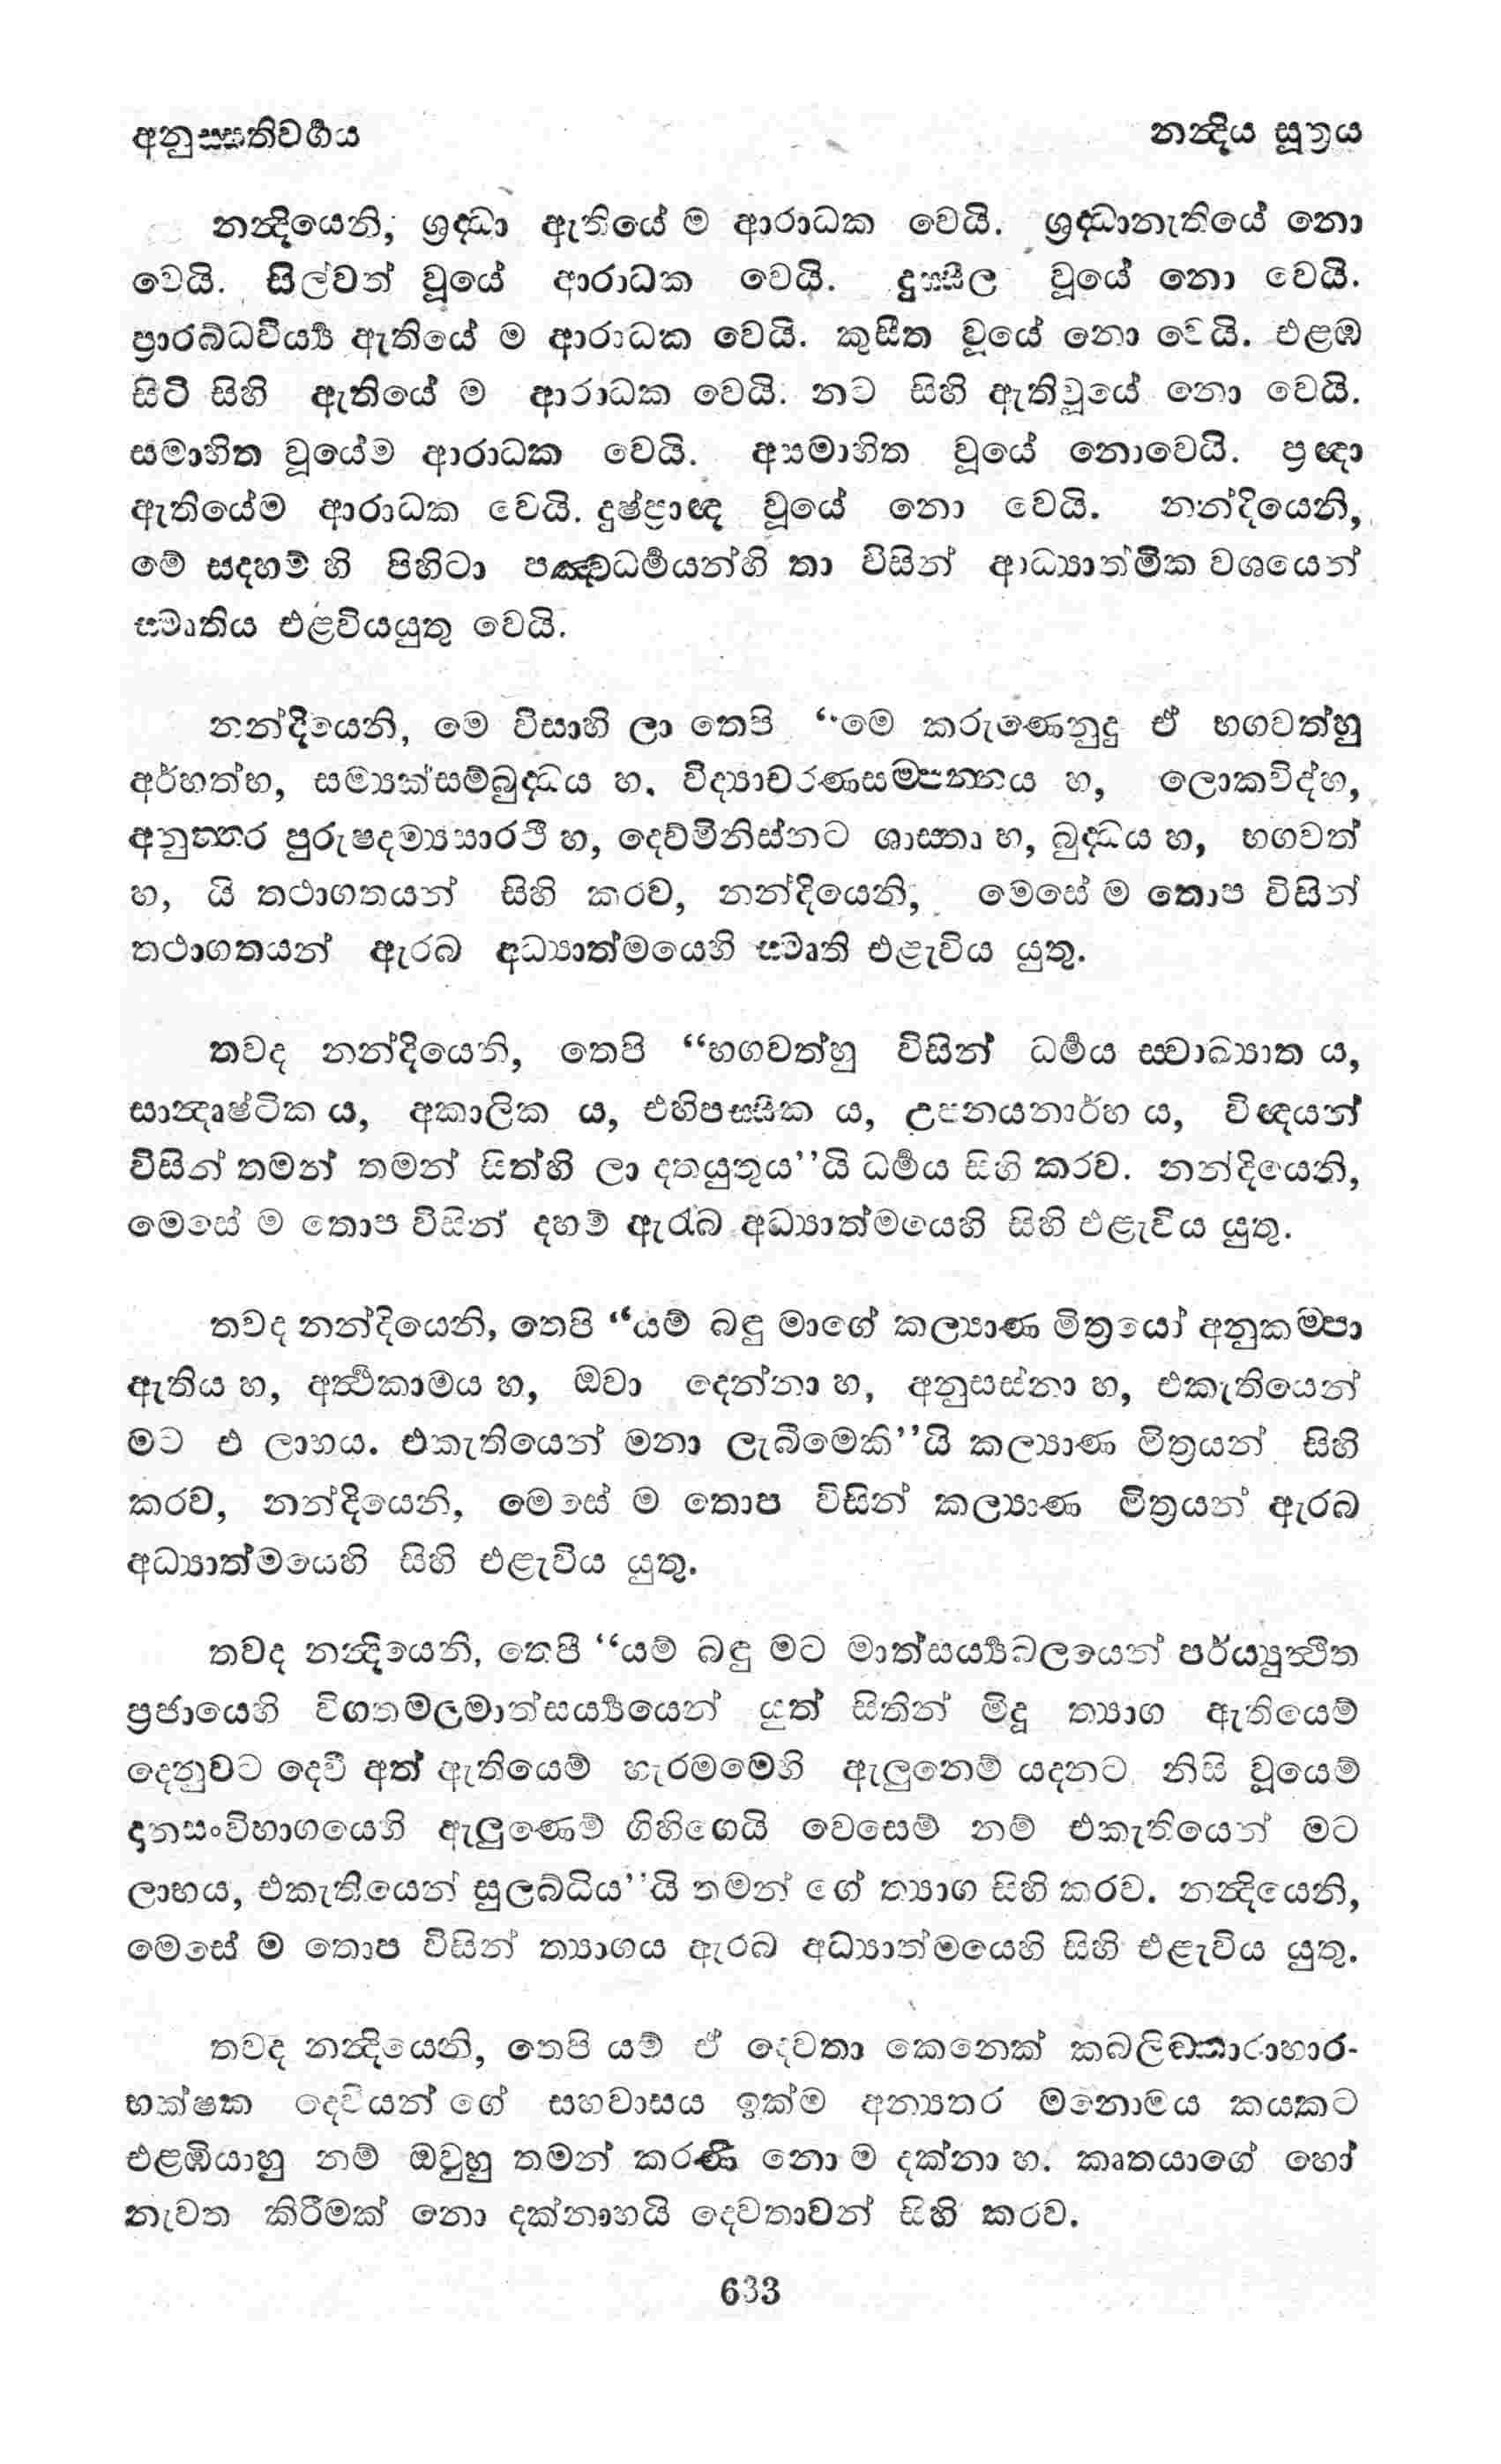 අනුස්සතිවර්‍ගය නන්‍දිය සූත්‍රය
නන්‍දියෙනි, ශ්‍රද්‍ධා ඇතියේ ම ආරාධක වෙයි. ශ්‍රද්‍ධානැතියේ නො
වෙයි. සිල්වත් වූයේ ආරාධක වෙයි. දුස්සීල වූයේ නො වෙයි.
ප්‍රාරබ්ධවීර්‍ය්‍ය ඇතියේ ම ආරාධක වෙයි. කුසීත වූයේ නො වෙයි. එළඹ
සිටි සිහි ඇතියේ ම ආරාධක වෙයි. නට සිහි ඇතිවූයේ නො වෙයි.
සමාහිත වූයේම ආරාධක වෙයි. අසමාහිත වූයේ නොවෙයි. ප්‍රඥා
ඇතියේම ආරාධක වෙයි. දුෂ්ප්‍රාඥ වූයේ නො වෙයි. නන්දියෙනි,
මේ සදහම් හි පිහිටා පඤ්චධර්‍මයන්හි තා විසින් ආධ්‍යාත්මික වශයෙන්
ස්මෘතිය එළවියයුතු වෙයි.
නන්දියෙනි, මෙ විසාහි ලා තෙපි “මෙ කරුණෙනුදු ඒ භගවත්හු
අර්හත්හ, සම්‍යක්සම්බුද්‍ධය හ, විද්‍යාචරණසම්පන්නය හ, ලොකවිද්හ,
අනුත්තර පුරුෂදම්‍යසාරථී හ, දෙව්මිනිස්නට ශාස්තෘ හ, බුද්‍ධය හ, භගවත්
හ, යි තථාගතයන් සිහි කරව, නන්දියෙනි, මෙසේ ම තොප විසින්
තථාගතයන් ඇරබ අධ්‍යාත්මයෙහි ස්මෘති එළැවිය යුතු.
තවද නන්දියෙනි, තෙපි “භගවත්හු විසින් ධර්‍මය ස්වාඛ්‍යාත ය,
සාන්‍දෘෂ්ටික ය, අකාලික ය, එහිපස්සික ය, උපනයනාර්හ ය, විඥයන්
විසින් තමන් තමන් සිත්හි ලා දතයුතුය”යි ධර්‍මය සිහි කරව. නන්දියෙනි,
මෙසේ ම තොප විසින් දහම් ඇරැබ අධ්‍යාත්මයෙහි සිහි එළැවිය යුතු.
තවද නන්දියෙනි, තෙපි “යම් බඳු මාගේ කල්‍යාණ මිත්‍රයෝ අනුකම්පා
ඇතිය හ, අර්‍ත්‍ථකාමය හ, ඔවා දෙන්නා හ, අනුසස්නා හ, එකැතියෙන්
මට එ ලාභය. එකැතියෙන් මනා ලැබීමෙකි”යි කල්‍යාණ මිත්‍රයන් සිහි
කරව, නන්දියෙනි, මෙසේ ම තොප විසින් කල්‍යාණ මිත්‍රයන් ඇරබ
අධ්‍යාත්මයෙහි සිහි එළැවිය යුතු.
තවද නන්‍දියෙනි, තෙපි “යම් බඳු මට මාත්සර්‍ය්‍යබලයෙන් පර්ය්‍යුත්‍ථිත
ප්‍රජායෙහි විගතමලමාත්සර්‍ය්‍යයෙන් යුත් සිතින් මිදූ ත්‍යාග ඇතියෙම්
දෙනුවට දෙවී අත් ඇතියෙම් හැරමමෙහි ඇලුනෙම් යදනට නිසි වූයෙම්
දානසංවිභාගයෙහි ඇලුණෙම් ගිහිගෙයි වෙසෙම් නම් එකැතියෙන් මට
ලාභය, එකැතියෙන් සුලබ්ධිය”යි තමන් ගේ ත්‍යාග සිහි කරව. නන්‍දියෙනි,
මෙසේ ම තොප විසින් ත්‍යාගය ඇරබ අධ්‍යාත්මයෙහි සිහි එළැවිය යුතු.
තවද නන්‍දියෙනි, තෙපි යම් ඒ දෙවතා කෙනෙක් කබලිඞ්කාරාහාර-
භක්ෂක දෙවියන් ගේ සහවාසය ඉක්ම අන්‍යතර මනොමය කයකට
එළඹියාහු නම් ඔවුහු තමන් කරණී නො ම දක්නා හ. කෘතයාගේ හෝ
නැවත කිරීමක් නො දක්නාහයි දෙවතාවන් සිහි කරව.
633